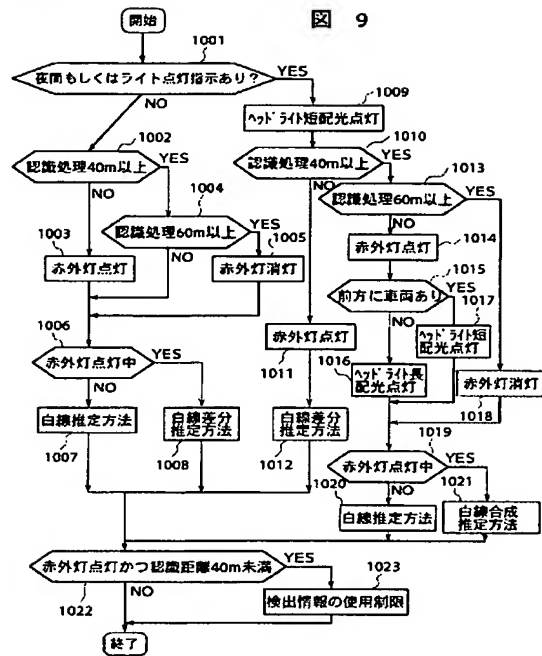 図 9
開始
1001
夜間もしくはライト点灯指示あり?
YES
NO
1009
ヘッドライト短配光点灯
1002
認識処理40m以上
YES
NO
1010
認識処理40m以上
YES
NO
1004
認識処理60m以上
YES
NO
1013
認識処理60m以上
YES
NO
1003
赤外灯点灯
1005
赤外灯消灯
1014
赤外灯点灯
1015
前方に車両あり
YES
NO
1017
ヘッドライト短
配光点灯
1006
赤外灯点灯中
YES
NO
赤外灯点灯
1011
1016
ヘッドライト長
配光点灯
赤外灯消灯
1018
白線推定方法
1007
白線差分
推定方法
1008
白線差分
推定方法
1012
1019
赤外灯点灯中
YES
NO
1020
白線推定方法
1021
白線合成
推定方法
赤外灯点灯かつ認識距離40m未満
YES
NO
1022
1023
検出情報の使用制限
終了